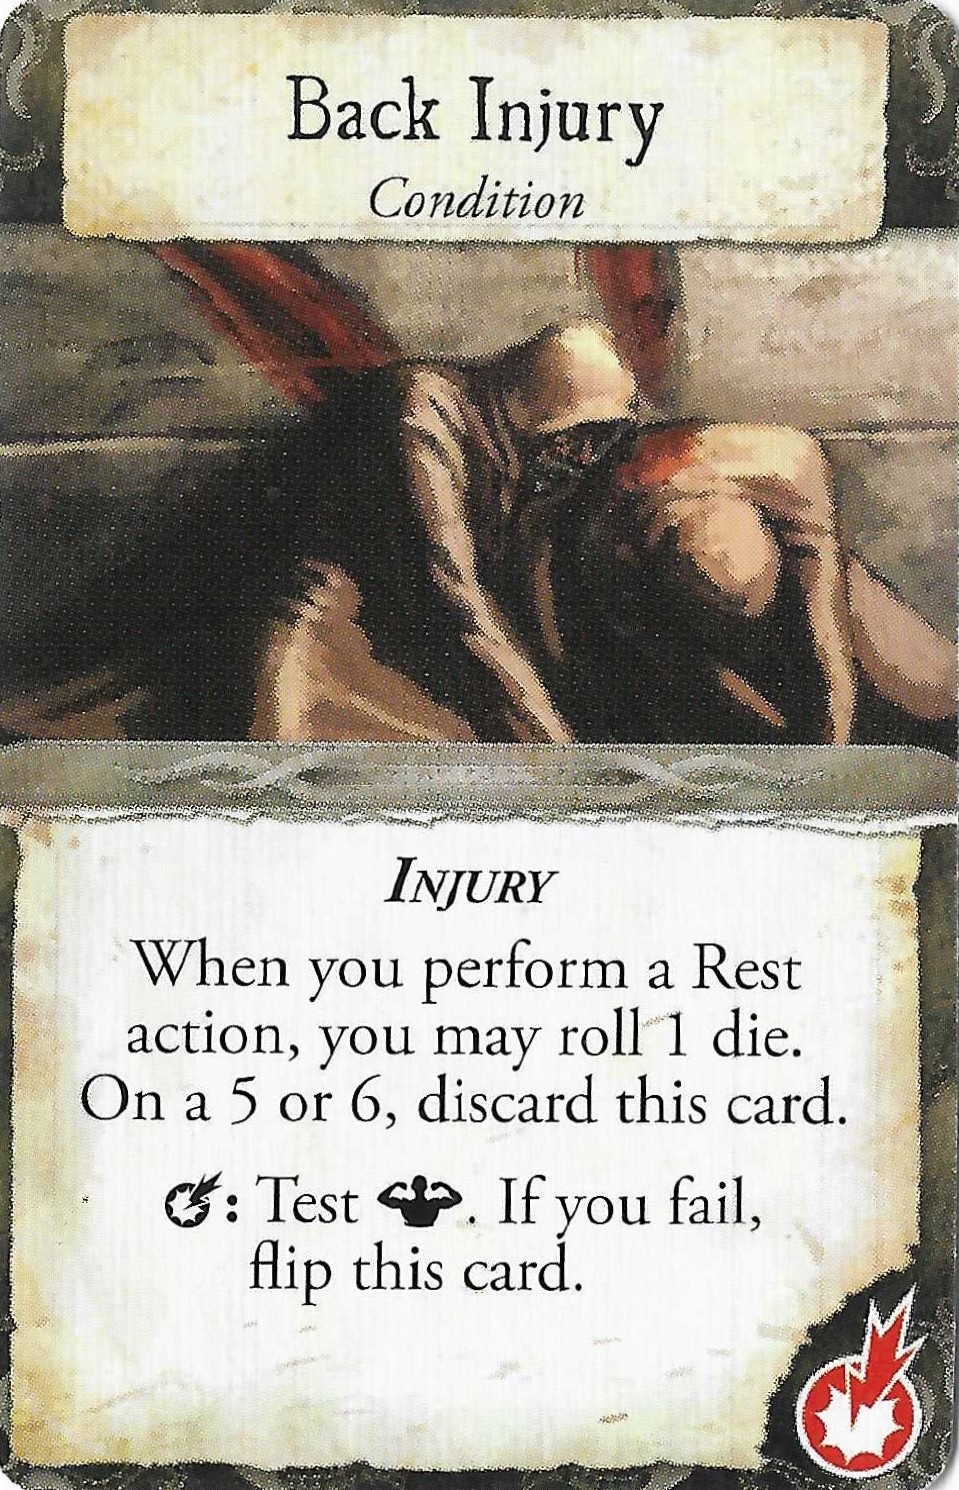 Back Injury
Condition
INJURY
When you perform a Rest
action, you may roll 1 die.
On a 5 or 6, discard this card.
: Test . If you fail,
flip this card.